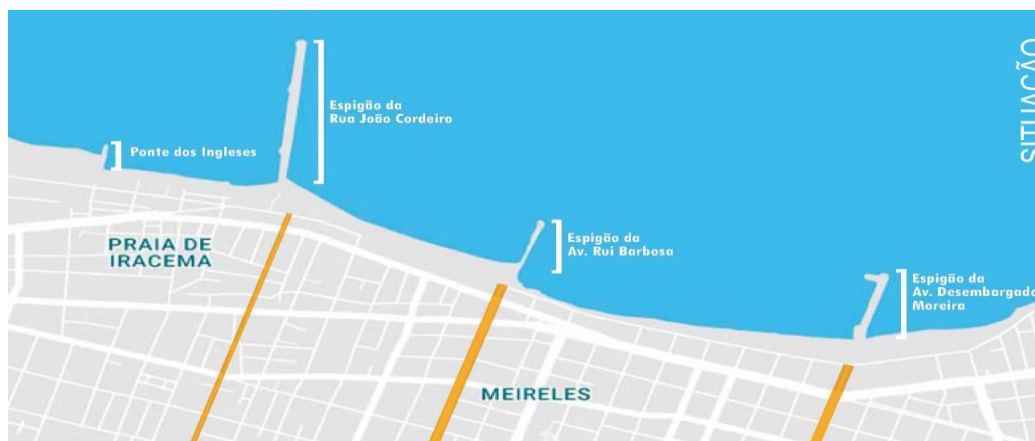 SITUAÇÃO
Espigão da
Rua João Cordeiro
Ponte dos Ingleses
PRAIA DE
IRACEMA
Espigão da
Av. Rui Barbosa
Espigão da
Av. Desembargado
Moreira
MEIRELES